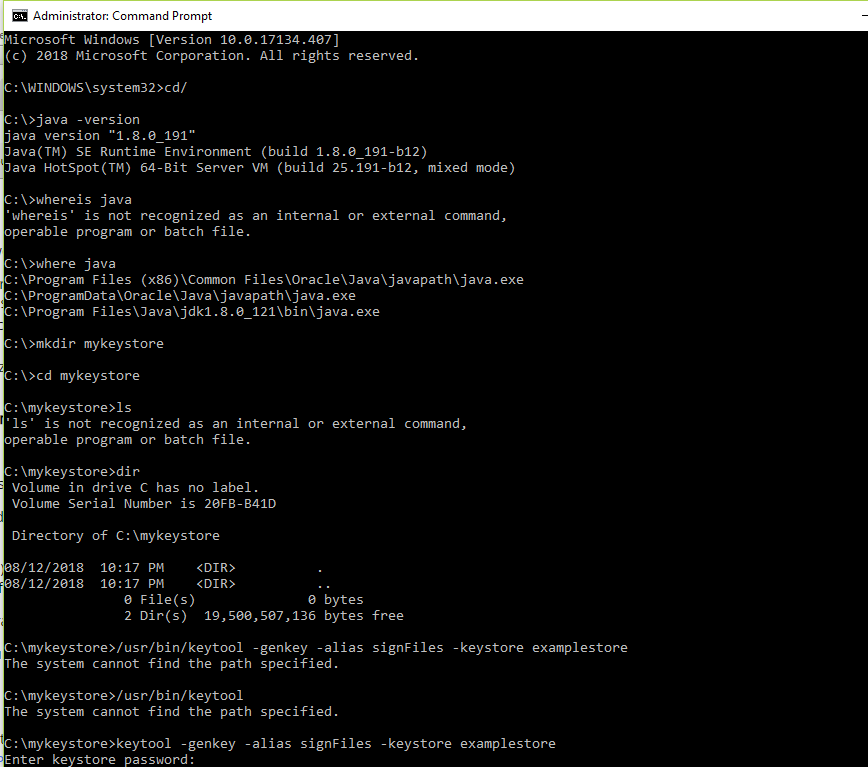 Administrator: Command Prompt
Microsoft Windows [Version 10.0.17134.407]
(c) 2018 Microsoft Corporation. All rights reserved.
C:\WINDOWS\system32>cd/
C:\>java -version
java version "1.8.0_191"
Java(TM) SE Runtime Environment (build 1.8.0_191-b12)
Java HotSpot(TM) 64-Bit Server VM (build 25.191-b12, mixed mode)
C:\>whereis java
'whereis' is not recognized as an internal or external command,
operable program or batch file.
C:\>where java
C:\Program Files (x86)\Common Files\Oracle\Java\javapath\java.exe
C:\ProgramData\Oracle\Java\javapath\java.exe
C:\Program Files\Java\jdk1.8.0_121\bin\java.exe
C:\>mkdir mykeystore
C:\>cd mykeystore
C:\mykeystore>ls
'ls' is not recognized as an internal or external command,
operable program or batch file.
C:\mykeystore>dir
Volume in drive C has no label.
Volume Serial Number is 20FB-B41D
Directory of C:\mykeystore
08/12/2018  10:17 PM    <DIR>          .
08/12/2018  10:17 PM    <DIR>          ..
0 File(s)              0 bytes
2 Dir(s)  19,500,507,136 bytes free
C:\mykeystore>/usr/bin/keytool -genkey -alias signFiles -keystore examplestore
The system cannot find the path specified.
C:\mykeystore>/usr/bin/keytool
The system cannot find the path specified.
C:\mykeystore>keytool -genkey -alias signFiles -keystore examplestore
Enter keystore password: